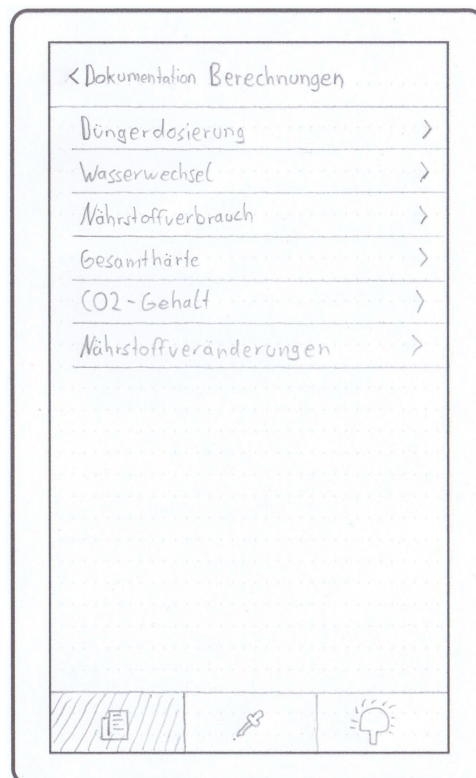 < Dokumentation Berechnungen
Düngerdosierung >
Wasserwechsel >
Nährstoffverbrauch >
Gesamthärte >
CO2-Gehalt >
Nährstoffveränderungen >